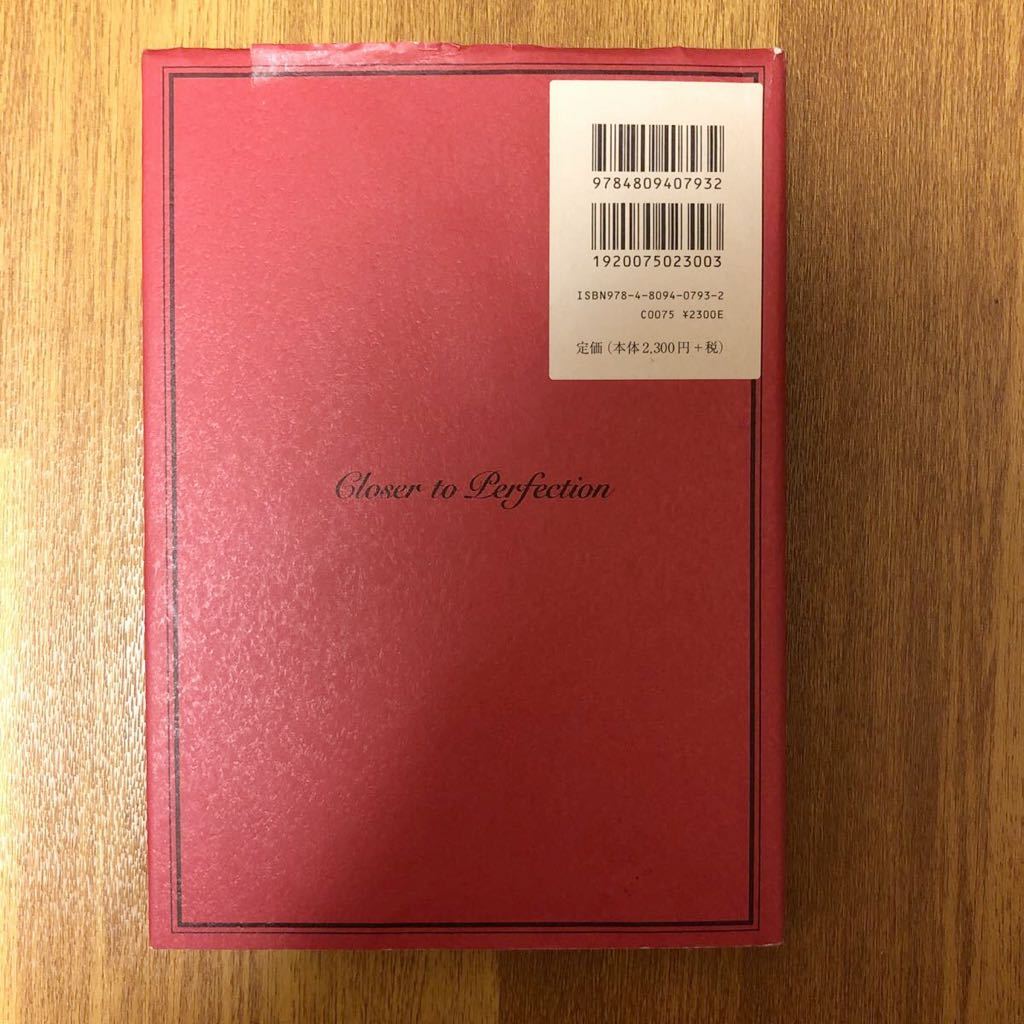 9784809407932
1920075023003
ISBN978-4-8094-0793-2
C0075 ¥2300E
定価(本体2,300円+税)
Closer to Perfection